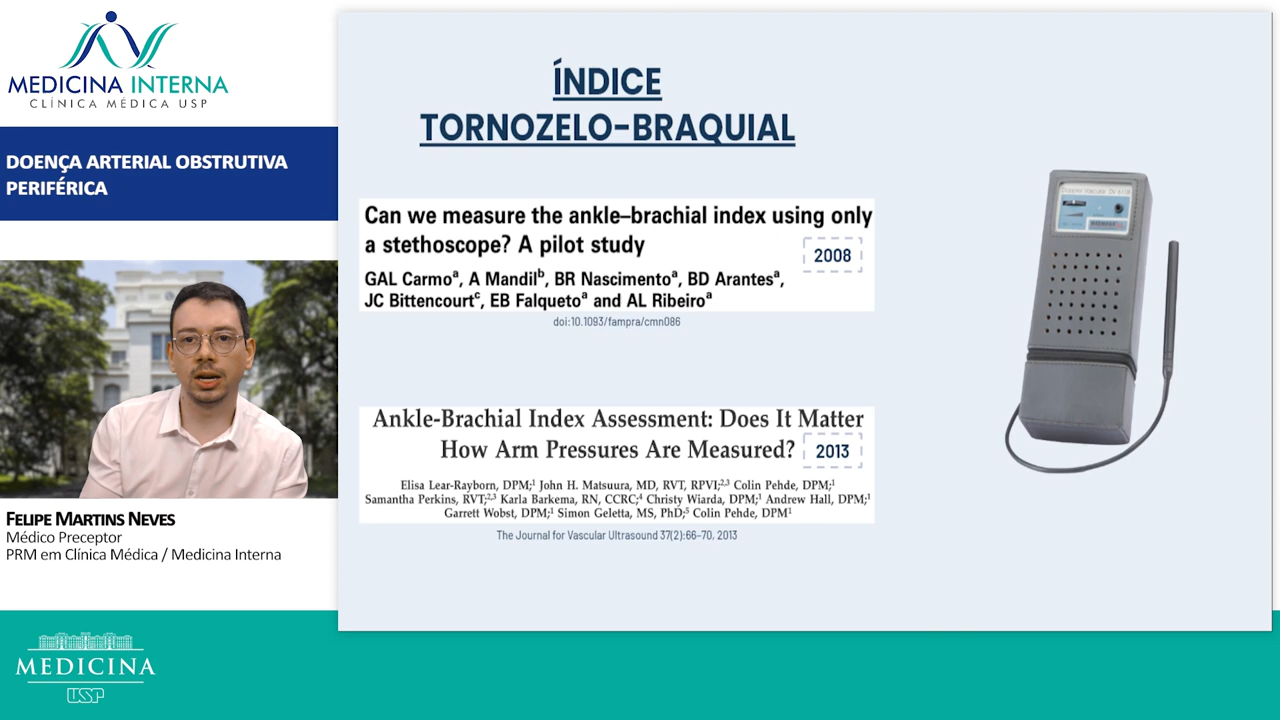 MEDICINA INTERNA
CLÍNICA MÉDICA USP
DOENÇA ARTERIAL OBSTRUTIVA
PERIFÉRICA
FELIPE MARTINS NEVES
Médico Preceptor
PRM em Clínica Médica / Medicina Interna
MEDICINA
USP
ÍNDICE
TORNOZELO-BRAQUIAL
Can we measure the ankle–brachial index using only
a stethoscope? A pilot study
2008
GAL Carmoᵃ, A Mandilᵇ, BR Nascimentoᵃ, BD Arantesᵃ,
JC Bittencourtᶜ, EB Falquetoᵃ and AL Ribeiroᵃ
doi:10.1093/fampra/cmn086
Ankle-Brachial Index Assessment: Does It Matter
How Arm Pressures Are Measured?
2013
Elisa Lear-Rayborn, DPM;¹ John H. Matsuura, MD, RVT, RPVI;²,³ Colin Pehde, DPM;¹
Samantha Perkins, RVT;²,³ Karla Barkema, RN, CCRC;⁴ Christy Wiarda, DPM;¹ Andrew Hall, DPM;¹
Garrett Wobst, DPM;¹ Simon Geletta, MS, PhD;⁵ Colin Pehde, DPM¹
The Journal for Vascular Ultrasound 37(2):66–70, 2013
Doppler Vascular DV